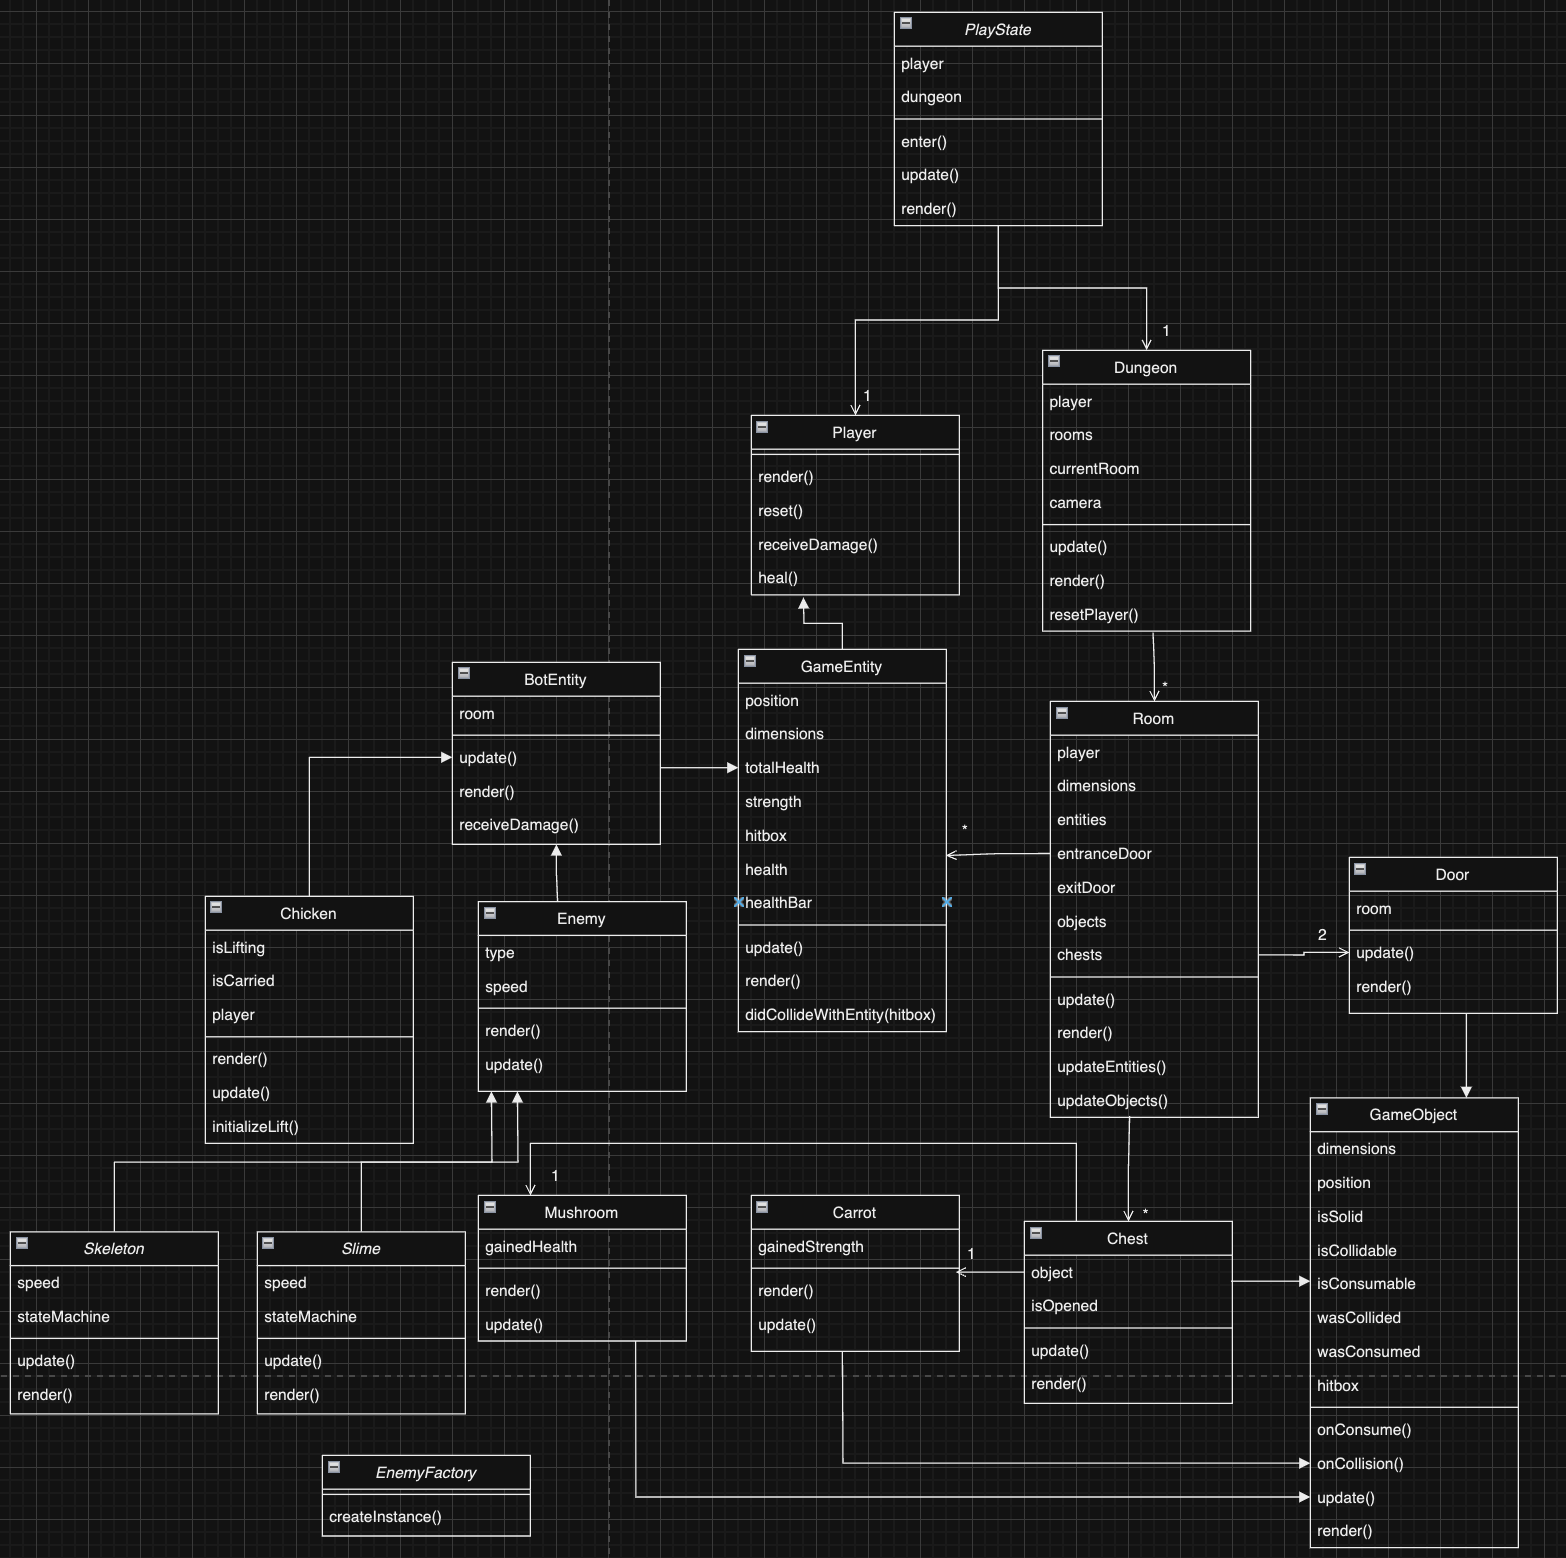 PlayState
player
dungeon
enter()
update()
render()
1
Dungeon
player
rooms
currentRoom
camera
update()
render()
resetPlayer()
1
Player
render()
reset()
receiveDamage()
heal()
BotEntity
room
update()
render()
receiveDamage()
GameEntity
position
dimensions
totalHealth
strength
hitbox
health
healthBar
update()
render()
didCollideWithEntity(hitbox)
*
*
Room
player
dimensions
entities
entranceDoor
exitDoor
objects
chests
update()
render()
updateEntities()
updateObjects()
2
Door
room
update()
render()
Chicken
isLifting
isCarried
player
render()
update()
initializeLift()
Enemy
type
speed
render()
update()
GameObject
dimensions
position
isSolid
isCollidable
isConsumable
wasCollided
wasConsumed
hitbox
onConsume()
onCollision()
update()
render()
Skeleton
speed
stateMachine
update()
render()
Slime
speed
stateMachine
update()
render()
1
Mushroom
gainedHealth
render()
update()
Carrot
gainedStrength
render()
update()
1
*
Chest
object
isOpened
update()
render()
EnemyFactory
createInstance()